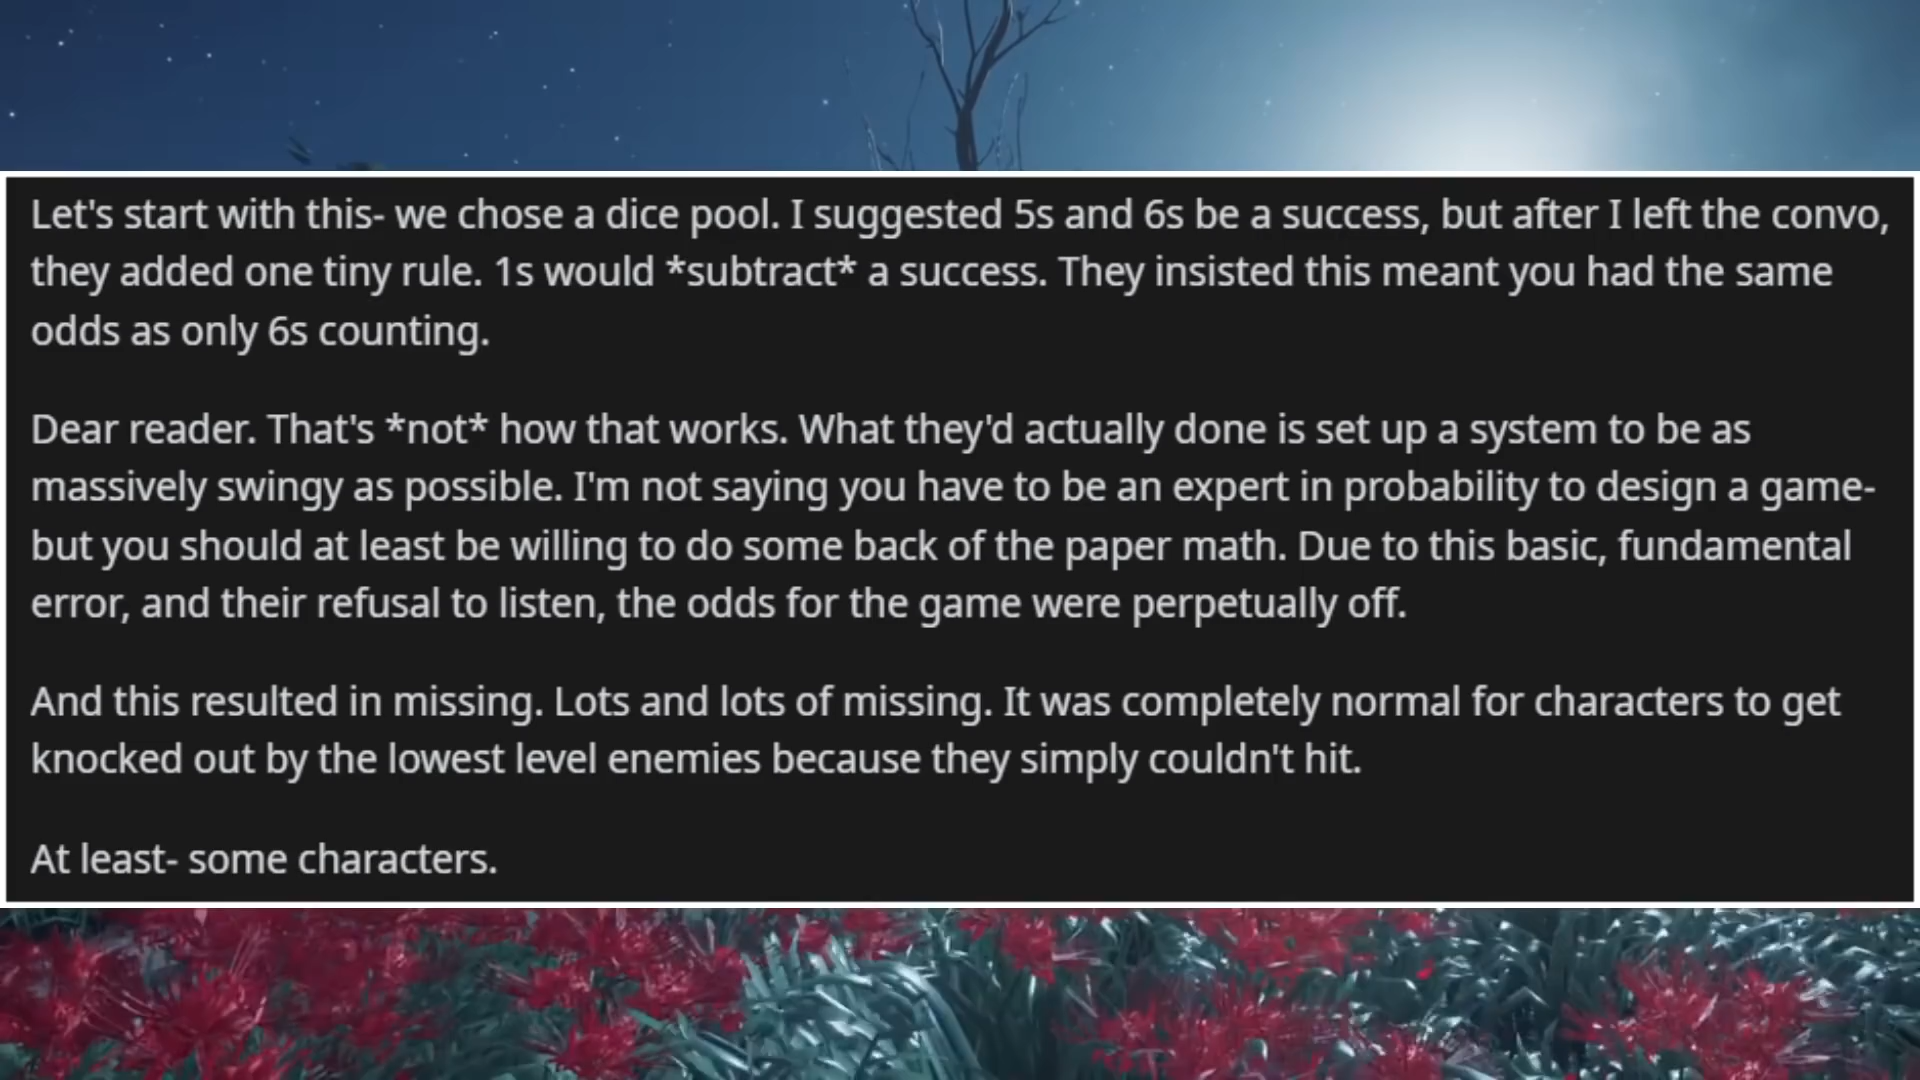 Let's start with this- we chose a dice pool. I suggested 5s and 6s be a success, but after I left the convo,
they added one tiny rule. 1s would *subtract* a success. They insisted this meant you had the same
odds as only 6s counting.
Dear reader. That's *not* how that works. What they'd actually done is set up a system to be as
massively swingy as possible. I'm not saying you have to be an expert in probability to design a game-
but you should at least be willing to do some back of the paper math. Due to this basic, fundamental
error, and their refusal to listen, the odds for the game were perpetually off.
And this resulted in missing. Lots and lots of missing. It was completely normal for characters to get
knocked out by the lowest level enemies because they simply couldn't hit.
At least- some characters.